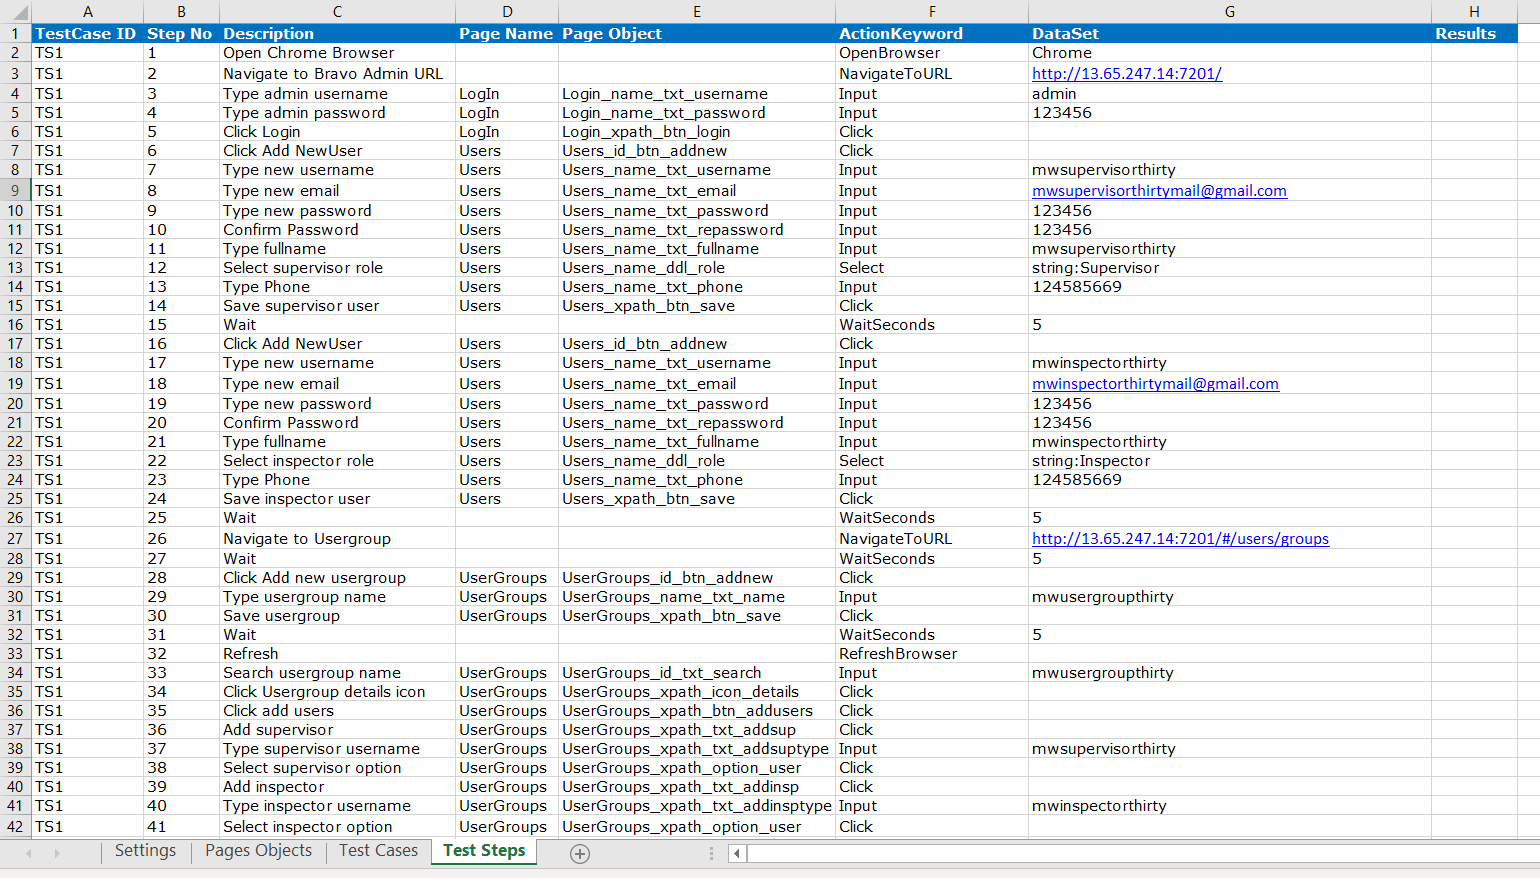 A B C D E F G H
1 TestCase ID Step No Description Page Name Page Object ActionKeyword DataSet Results
2 TS1 1 Open Chrome Browser OpenBrowser Chrome
3 TS1 2 Navigate to Bravo Admin URL NavigateToURL http://13.65.247.14:7201/
4 TS1 3 Type admin username LogIn Login_name_txt_username Input admin
5 TS1 4 Type admin password LogIn Login_name_txt_password Input 123456
6 TS1 5 Click Login LogIn Login_xpath_btn_login Click
7 TS1 6 Click Add NewUser Users Users_id_btn_addnew Click
8 TS1 7 Type new username Users Users_name_txt_username Input mwsupervisorthirty
9 TS1 8 Type new email Users Users_name_txt_email Input mwsupervisorthirtymail@gmail.com
10 TS1 9 Type new password Users Users_name_txt_password Input 123456
11 TS1 10 Confirm Password Users Users_name_txt_repassword Input 123456
12 TS1 11 Type fullname Users Users_name_txt_fullname Input mwsupervisorthirty
13 TS1 12 Select supervisor role Users Users_name_ddl_role Select string:Supervisor
14 TS1 13 Type Phone Users Users_name_txt_phone Input 124585669
15 TS1 14 Save supervisor user Users Users_xpath_btn_save Click
16 TS1 15 Wait WaitSeconds 5
17 TS1 16 Click Add NewUser Users Users_id_btn_addnew Click
18 TS1 17 Type new username Users Users_name_txt_username Input mwinspectorthirty
19 TS1 18 Type new email Users Users_name_txt_email Input mwinspectorthirtymail@gmail.com
20 TS1 19 Type new password Users Users_name_txt_password Input 123456
21 TS1 20 Confirm Password Users Users_name_txt_repassword Input 123456
22 TS1 21 Type fullname Users Users_name_txt_fullname Input mwinspectorthirty
23 TS1 22 Select inspector role Users Users_name_ddl_role Select string:Inspector
24 TS1 23 Type Phone Users Users_name_txt_phone Input 124585669
25 TS1 24 Save inspector user Users Users_xpath_btn_save Click
26 TS1 25 Wait WaitSeconds 5
27 TS1 26 Navigate to Usergroup NavigateToURL http://13.65.247.14:7201/#/users/groups
28 TS1 27 Wait WaitSeconds 5
29 TS1 28 Click Add new usergroup UserGroups UserGroups_id_btn_addnew Click
30 TS1 29 Type usergroup name UserGroups UserGroups_name_txt_name Input mwusergroupthirty
31 TS1 30 Save usergroup UserGroups UserGroups_xpath_btn_save Click
32 TS1 31 Wait WaitSeconds 5
33 TS1 32 Refresh RefreshBrowser
34 TS1 33 Search usergroup name UserGroups UserGroups_id_txt_search Input mwusergroupthirty
35 TS1 34 Click Usergroup details icon UserGroups UserGroups_xpath_icon_details Click
36 TS1 35 Click add users UserGroups UserGroups_xpath_btn_addusers Click
37 TS1 36 Add supervisor UserGroups UserGroups_xpath_txt_addsup Click
38 TS1 37 Type supervisor username UserGroups UserGroups_xpath_txt_addsuptype Input mwsupervisorthirty
39 TS1 38 Select supervisor option UserGroups UserGroups_xpath_option_user Click
40 TS1 39 Add inspector UserGroups UserGroups_xpath_txt_addinsp Click
41 TS1 40 Type inspector username UserGroups UserGroups_xpath_txt_addinsptype Input mwinspectorthirty
42 TS1 41 Select inspector option UserGroups UserGroups_xpath_option_user Click
Settings Pages Objects Test Cases Test Steps